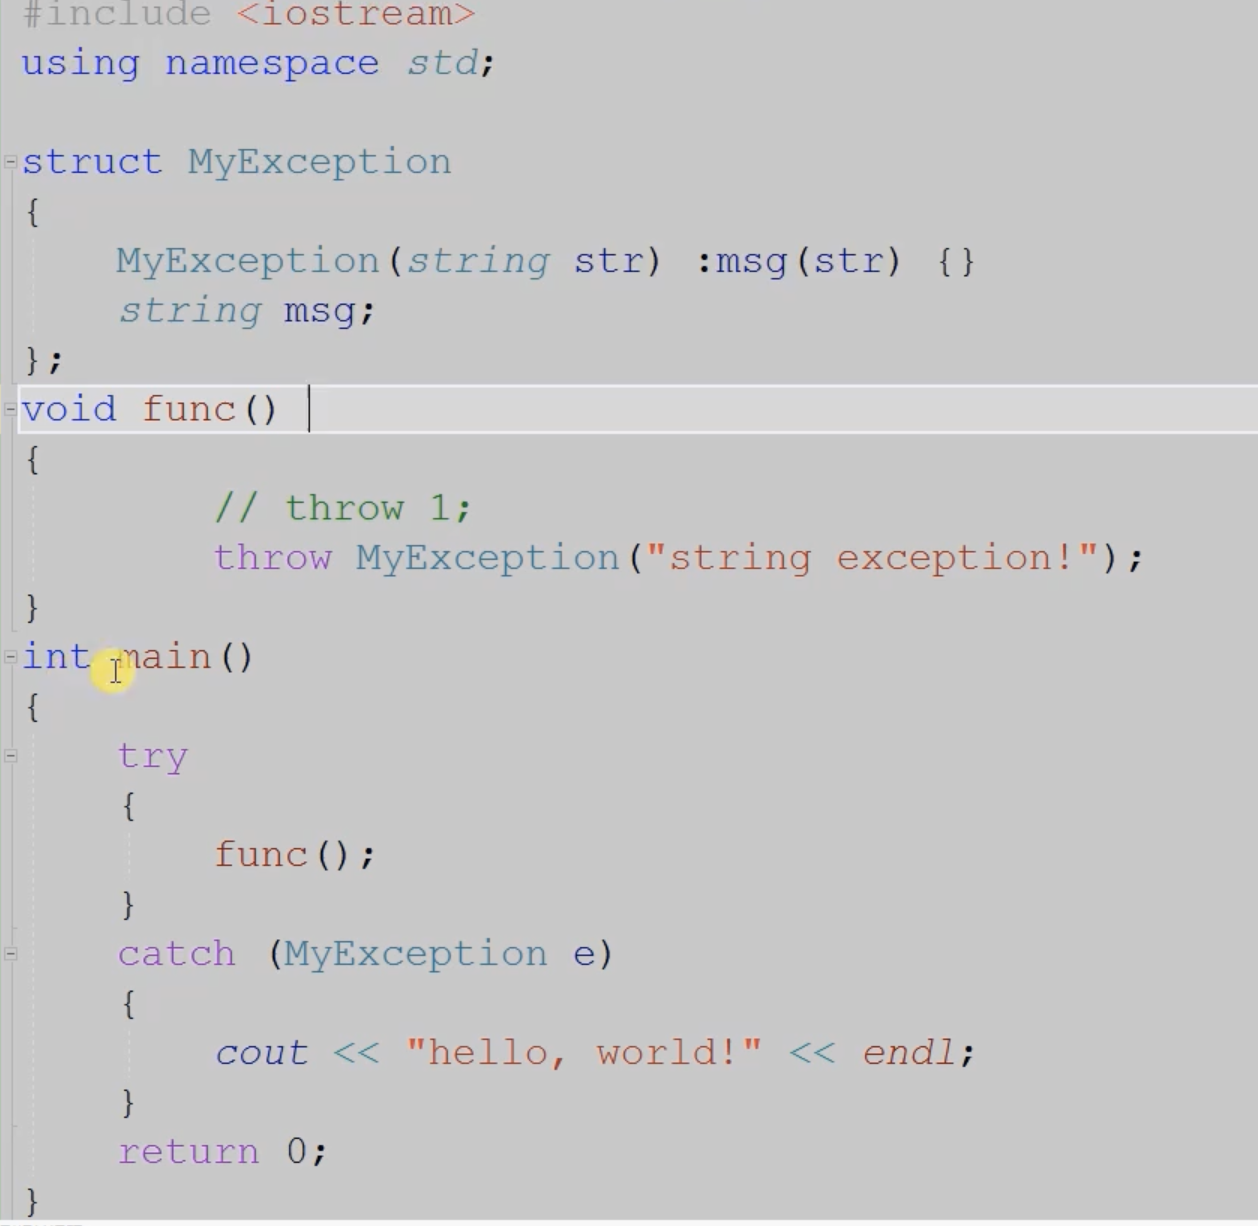 #include <iostream>
using namespace std;
struct MyException
{
MyException(string str) :msg(str) {}
string msg;
};
void func()
{
// throw 1;
throw MyException("string exception!");
}
int main()
{
try
{
func();
}
catch (MyException e)
{
cout << "hello, world!" << endl;
}
return 0;
}